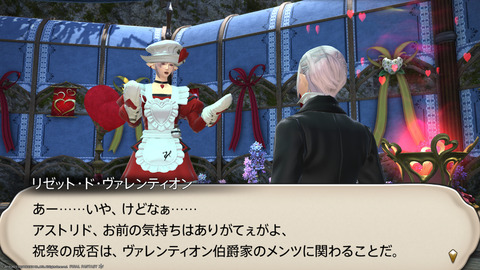 リゼット・ド・ヴァレンティオン
あー……いや、けどなぁ……
アストリド、お前の気持ちはありがてぇがよ、
祝祭の成否は、ヴァレンティオン伯爵家のメンツに関わることだ。